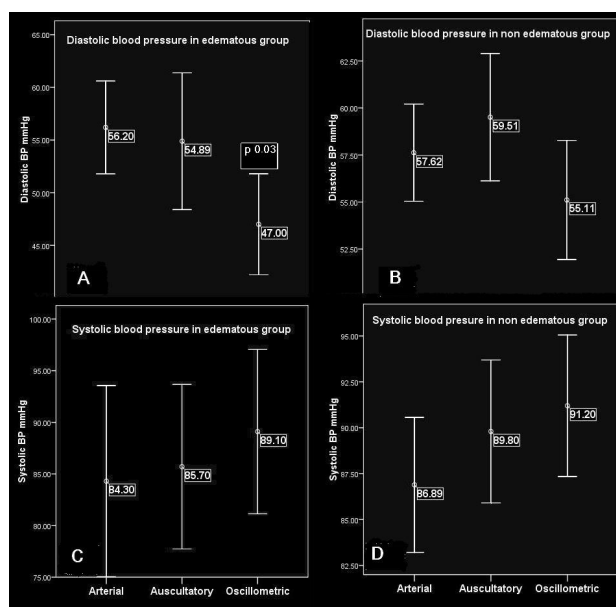 Diastolic blood pressure in edematous group
Diastolic BP mmHg
65.00
60.00
55.00
50.00
45.00
56.20
54.89
p 0.03
47.00
A
Diastolic blood pressure in non edematous group
Diastolic BP mmHg
62.50
60.00
57.50
55.00
52.50
57.62
59.51
55.11
B
Systolic blood pressure in edematous group
Systolic BP mmHg
100.00
95.00
90.00
85.00
80.00
75.00
84.30
85.70
89.10
C
Arterial Auscultatory Oscillometric
Systolic blood presure in non edematous group
Systolic BP mmHg
95.00
92.50
90.00
87.50
85.00
62.50
86.89
89.80
91.20
D
Arterial Auscultatory Oscillometric